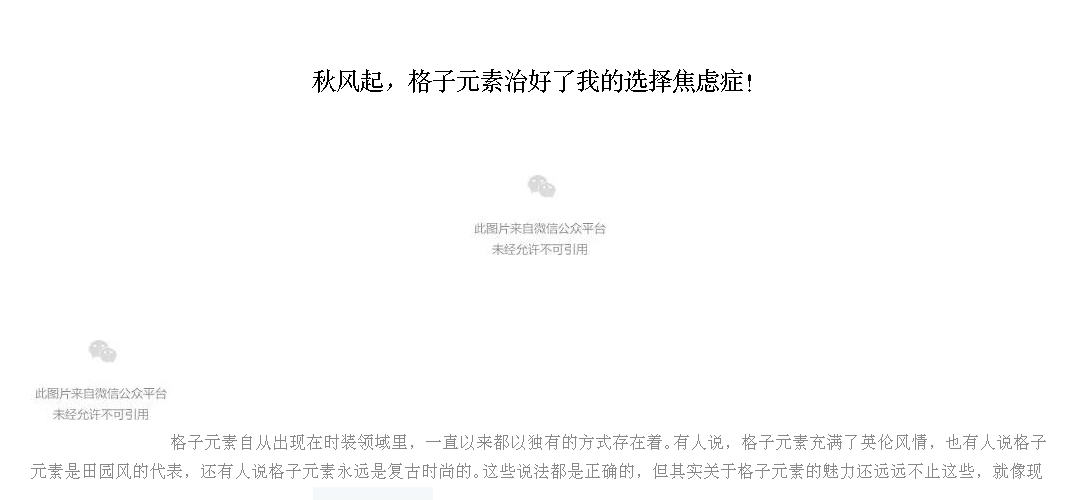 秋风起，格子元素治好了我的选择焦虑症！
此图片来自微信公众平台
未经允许不可引用
此图片来自微信公众平台
未经允许不可引用
格子元素自从出现在时装领域里，一直以来都以独有的方式存在着。有人说，格子元素充满了英伦风情，也有人说格子
元素是田园风的代表，还有人说格子元素永远是复古时尚的。这些说法都是正确的，但其实关于格子元素的魅力还远远不止这些，就像现